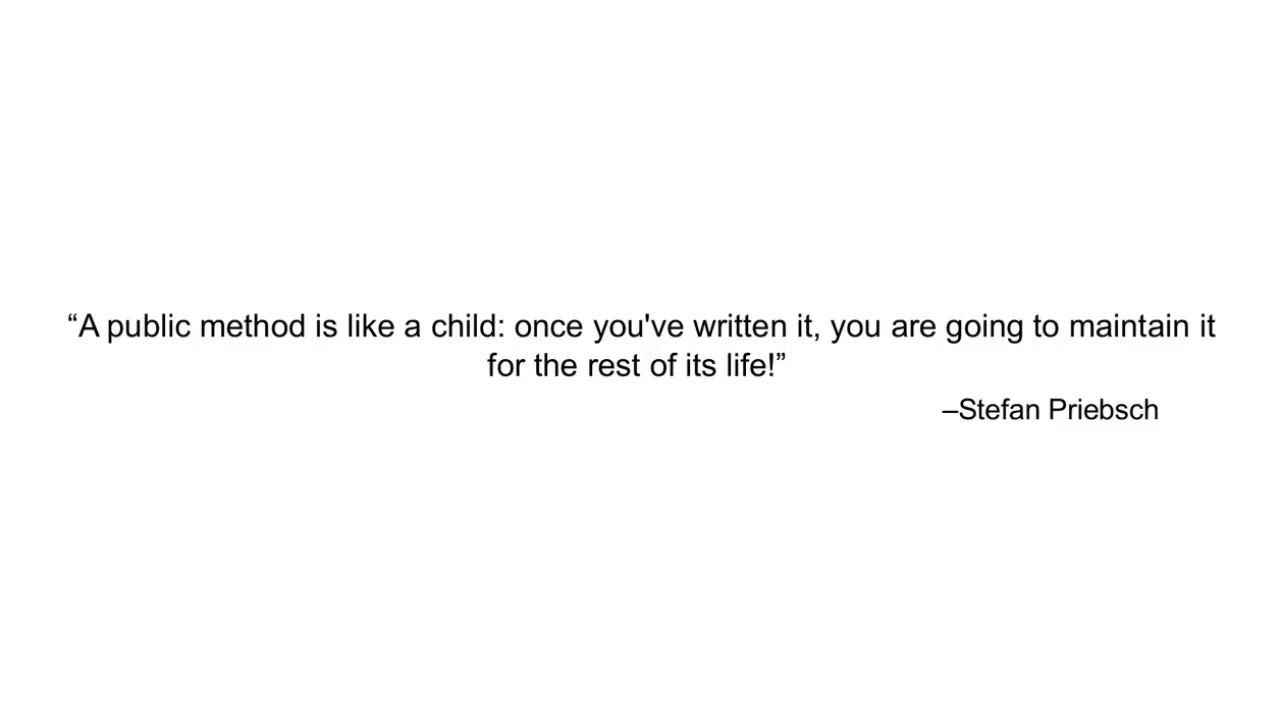 “A public method is like a child: once you've written it, you are going to maintain it
for the rest of its life!”
–Stefan Priebsch